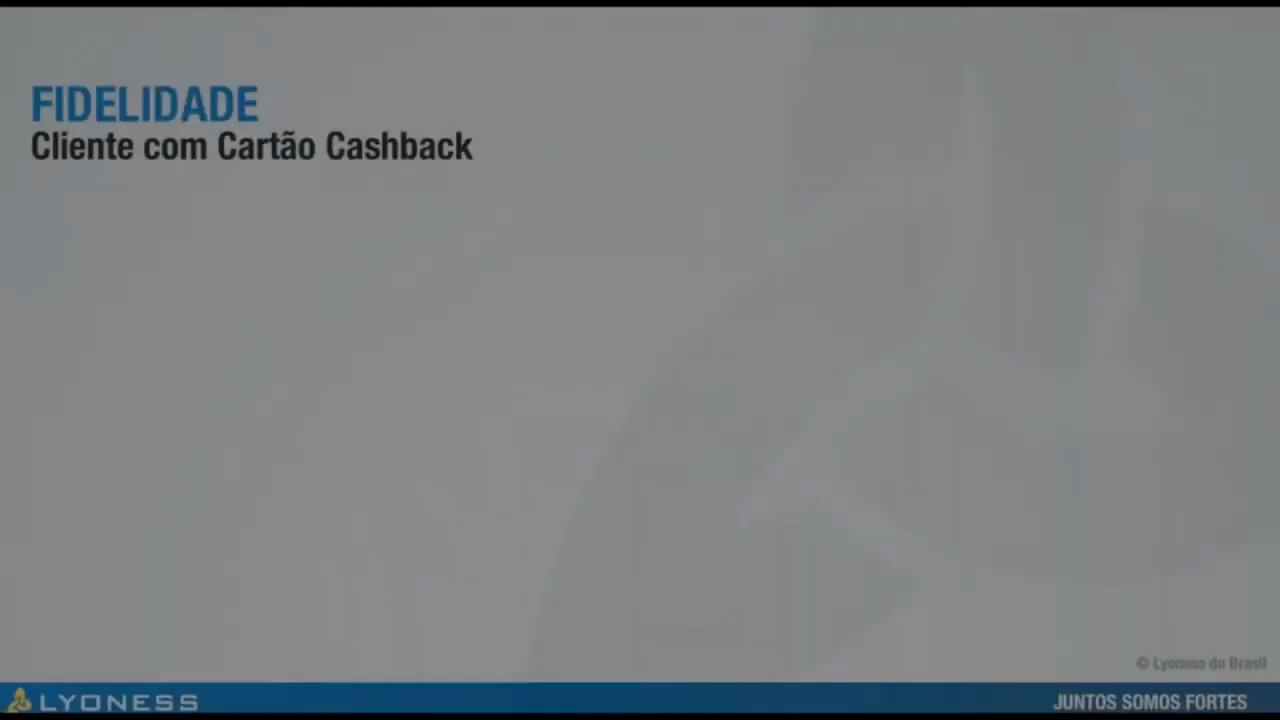 FIDELIDADE
Cliente com Cartão Cashback
© Lyoness do Brasil
LYONESS
JUNTOS SOMOS FORTES